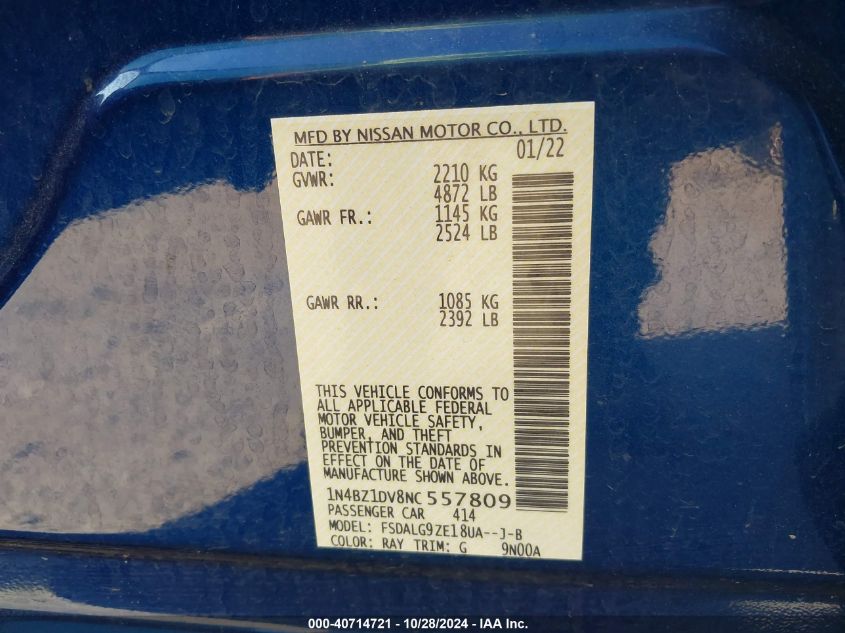 MFD BY NISSAN MOTOR CO., LTD.
DATE: 01/22
GVWR: 2210 KG
4872 LB
GAWR FR.: 1145 KG
2524 LB
GAWR RR.: 1085 KG
2392 LB
THIS VEHICLE CONFORMS TO
ALL APPLICABLE FEDERAL
MOTOR VEHICLE SAFETY,
BUMPER, AND THEFT
PREVENTION STANDARDS IN
EFFECT ON THE DATE OF
MANUFACTURE SHOWN ABOVE.
1N4BZ1DV8NC557809
PASSENGER CAR 414
MODEL: FSDALG9ZE18UA--J-B
COLOR: RAY TRIM: G 9N00A
000-40714721 | 10/28/2024 - IAA Inc.